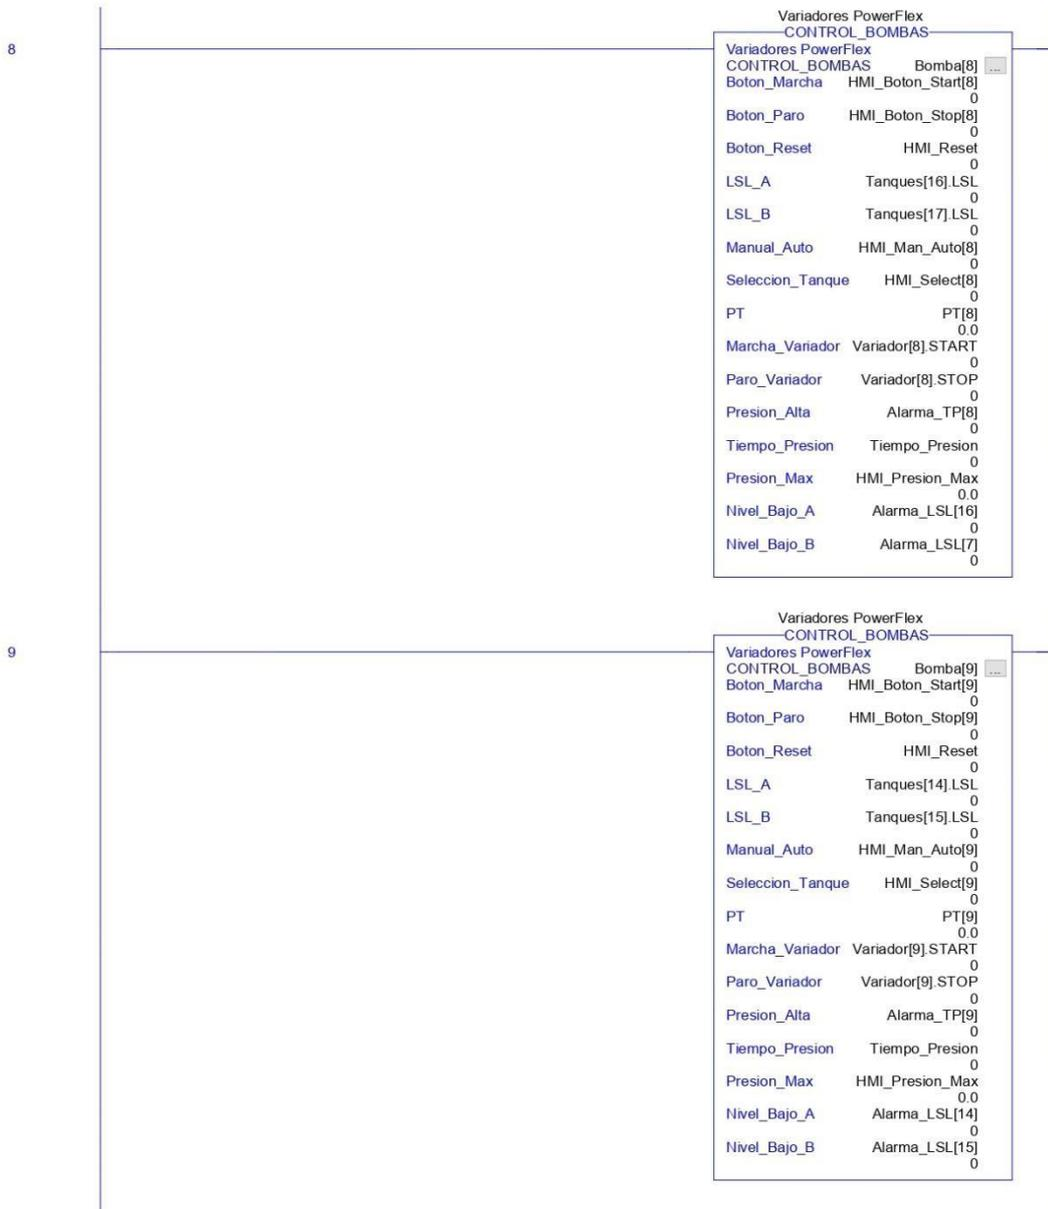 Variadores PowerFlex
CONTROL_BOMBAS
8
Variadores PowerFlex
CONTROL_BOMBAS Bomba[8] ...
Boton_Marcha HMI_Boton_Start[8]
0
Boton_Paro HMI_Boton_Stop[8]
0
Boton_Reset HMI_Reset
0
LSL_A Tanques[16].LSL
0
LSL_B Tanques[17].LSL
0
Manual_Auto HMI_Man_Auto[8]
0
Seleccion_Tanque HMI_Select[8]
0
PT PT[8]
0.0
Marcha_Variador Variador[8].START
0
Paro_Variador Variador[8].STOP
0
Presion_Alta Alarma_TP[8]
0
Tiempo_Presion Tiempo_Presion
0
Presion_Max HMI_Presion_Max
0.0
Nivel_Bajo_A Alarma_LSL[16]
0
Nivel_Bajo_B Alarma_LSL[7]
0
Variadores PowerFlex
CONTROL_BOMBAS
9
Variadores PowerFlex
CONTROL_BOMBAS Bomba[9] ...
Boton_Marcha HMI_Boton_Start[9]
0
Boton_Paro HMI_Boton_Stop[9]
0
Boton_Reset HMI_Reset
0
LSL_A Tanques[14].LSL
0
LSL_B Tanques[15].LSL
0
Manual_Auto HMI_Man_Auto[9]
0
Seleccion_Tanque HMI_Select[9]
0
PT PT[9]
0.0
Marcha_Variador Variador[9].START
0
Paro_Variador Variador[9].STOP
0
Presion_Alta Alarma_TP[9]
0
Tiempo_Presion Tiempo_Presion
0
Presion_Max HMI_Presion_Max
0.0
Nivel_Bajo_A Alarma_LSL[14]
0
Nivel_Bajo_B Alarma_LSL[15]
0